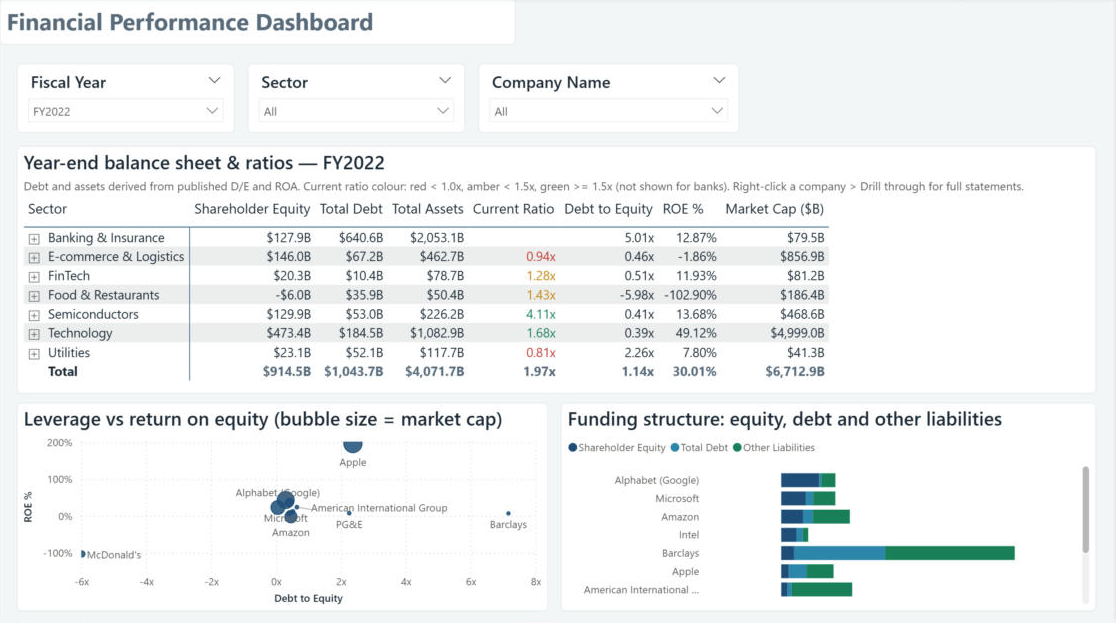 Financial Performance Dashboard
Fiscal Year Sector Company Name
FY2022 All All
Year-end balance sheet & ratios — FY2022
Debt and assets derived from published D/E and ROA. Current ratio colour: red < 1.0x, amber < 1.5x, green >= 1.5x (not shown for banks). Right-click a company > Drill through for full statements.
Sector Shareholder Equity Total Debt Total Assets Current Ratio Debt to Equity ROE % Market Cap ($B)
Banking & Insurance $127.9B $640.6B $2,053.1B 5.01x 12.87% $79.5B
E-commerce & Logistics $146.0B $67.2B $462.7B 0.94x 0.46x -1.86% $856.9B
FinTech $20.3B $10.4B $78.7B 1.28x 0.51x 11.93% $81.2B
Food & Restaurants -$6.0B $35.9B $50.4B 1.43x -5.98x -102.90% $186.4B
Semiconductors $129.9B $53.0B $226.2B 4.11x 0.41x 13.68% $468.6B
Technology $473.4B $184.5B $1,082.9B 1.68x 0.39x 49.12% $4,999.0B
Utilities $23.1B $52.1B $117.7B 0.81x 2.26x 7.80% $41.3B
Total $914.5B $1,043.7B $4,071.7B 1.97x 1.14x 30.01% $6,712.9B
Leverage vs return on equity (bubble size = market cap)
200%
Apple
100%
Alphabet (Google)
American International Group
ROE %
0%
Microsoft
PG&E
Barclays
Amazon
-100%
McDonald's
-6x -4x -2x 0x 2x 4x 6x 8x
Debt to Equity
Funding structure: equity, debt and other liabilities
Shareholder Equity Total Debt Other Liabilities
Alphabet (Google)
Microsoft
Amazon
Intel
Barclays
Apple
American International ...